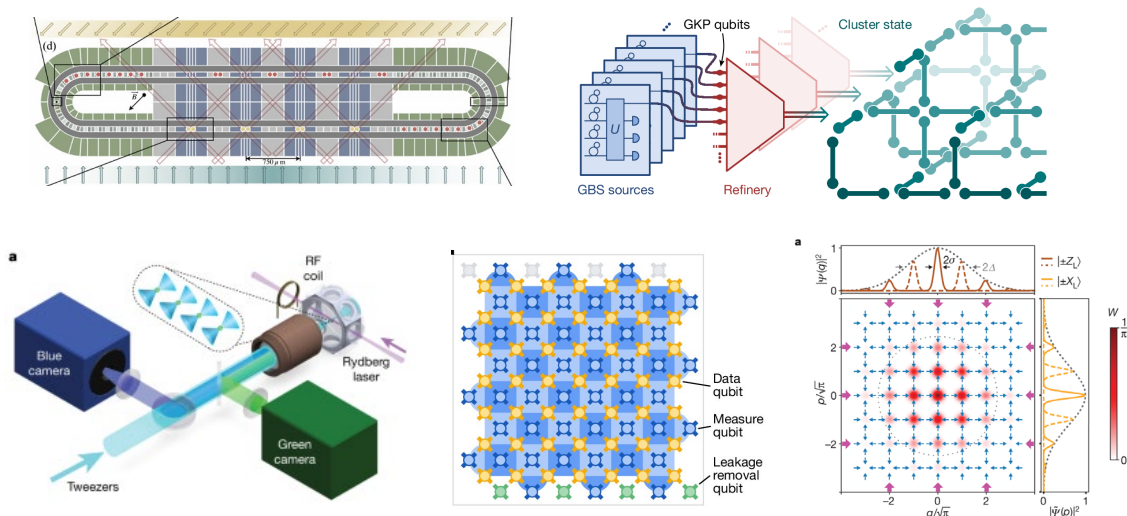 (d)
B
750 μm
GKP qubits
Cluster state
U
GBS sources
Refinery
a
RF
coil
Blue
camera
Rydberg
laser
Green
camera
Tweezers
Data
qubit
Measure
qubit
Leakage
removal
qubit
a
|Ψ(q)|²
1
0
2σ
2Δ
|±Z_L⟩
|±X_L⟩
W
1/π
0
p/√π
2
0
−2
−2
0
2
q/√π
0
1
|Ψ̃(p)|²